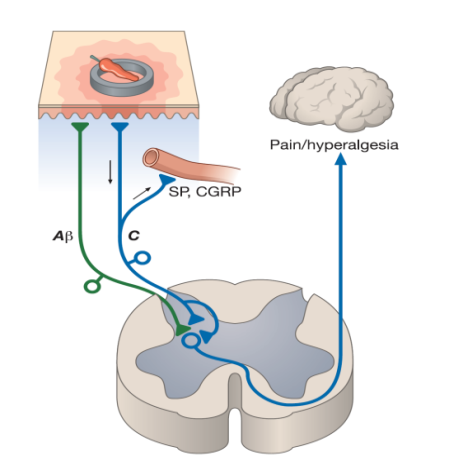 Pain/hyperalgesia
SP, CGRP
Aβ
C